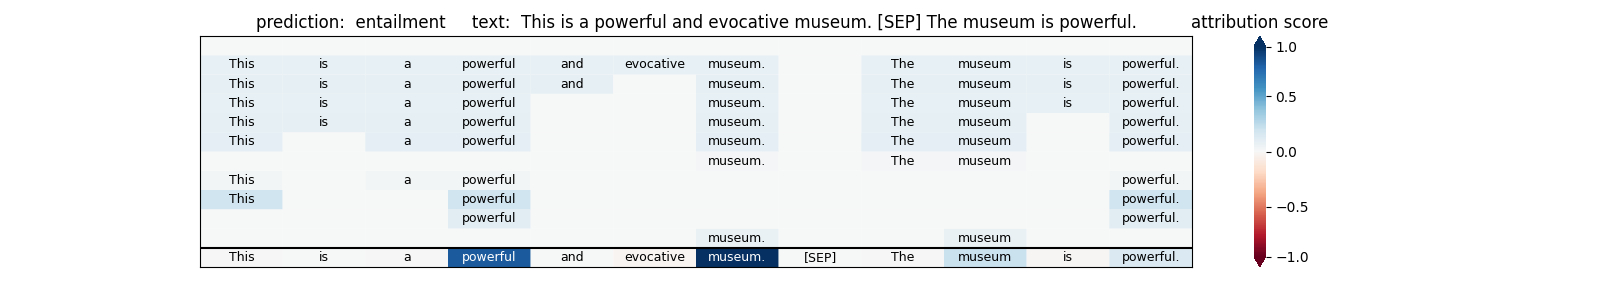 prediction:  entailment     text:  This is a powerful and evocative museum. [SEP] The museum is powerful.
attribution score
This is a powerful and evocative museum. The museum is powerful.
This is a powerful and museum. The museum is powerful.
This is a powerful museum. The museum is powerful.
This is a powerful museum. The museum powerful.
This a powerful museum. The museum powerful.
museum. The museum
This a powerful powerful.
This powerful powerful.
powerful powerful.
museum. museum
This is a powerful and evocative museum. [SEP] The museum is powerful.
1.0
0.5
0.0
−0.5
−1.0